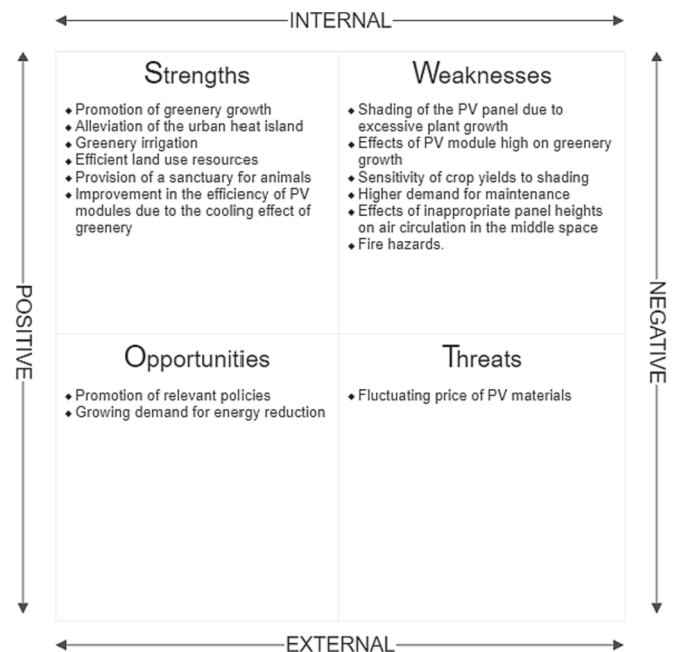 INTERNAL
Strengths
◆ Promotion of greenery growth
◆ Alleviation of the urban heat island
◆ Greenery irrigation
◆ Efficient land use resources
◆ Provision of a sanctuary for animals
◆ Improvement in the efficiency of PV
modules due to the cooling effect of
greenery
Weaknesses
◆ Shading of the PV panel due to
excessive plant growth
◆ Effects of PV module high on greenery
growth
◆ Sensitivity of crop yields to shading
◆ Higher demand for maintenance
◆ Effects of inappropriate panel heights
on air circulation in the middle space
◆ Fire hazards.
POSITIVE
NEGATIVE
Opportunities
◆ Promotion of relevant policies
◆ Growing demand for energy reduction
Threats
◆ Fluctuating price of PV materials
EXTERNAL